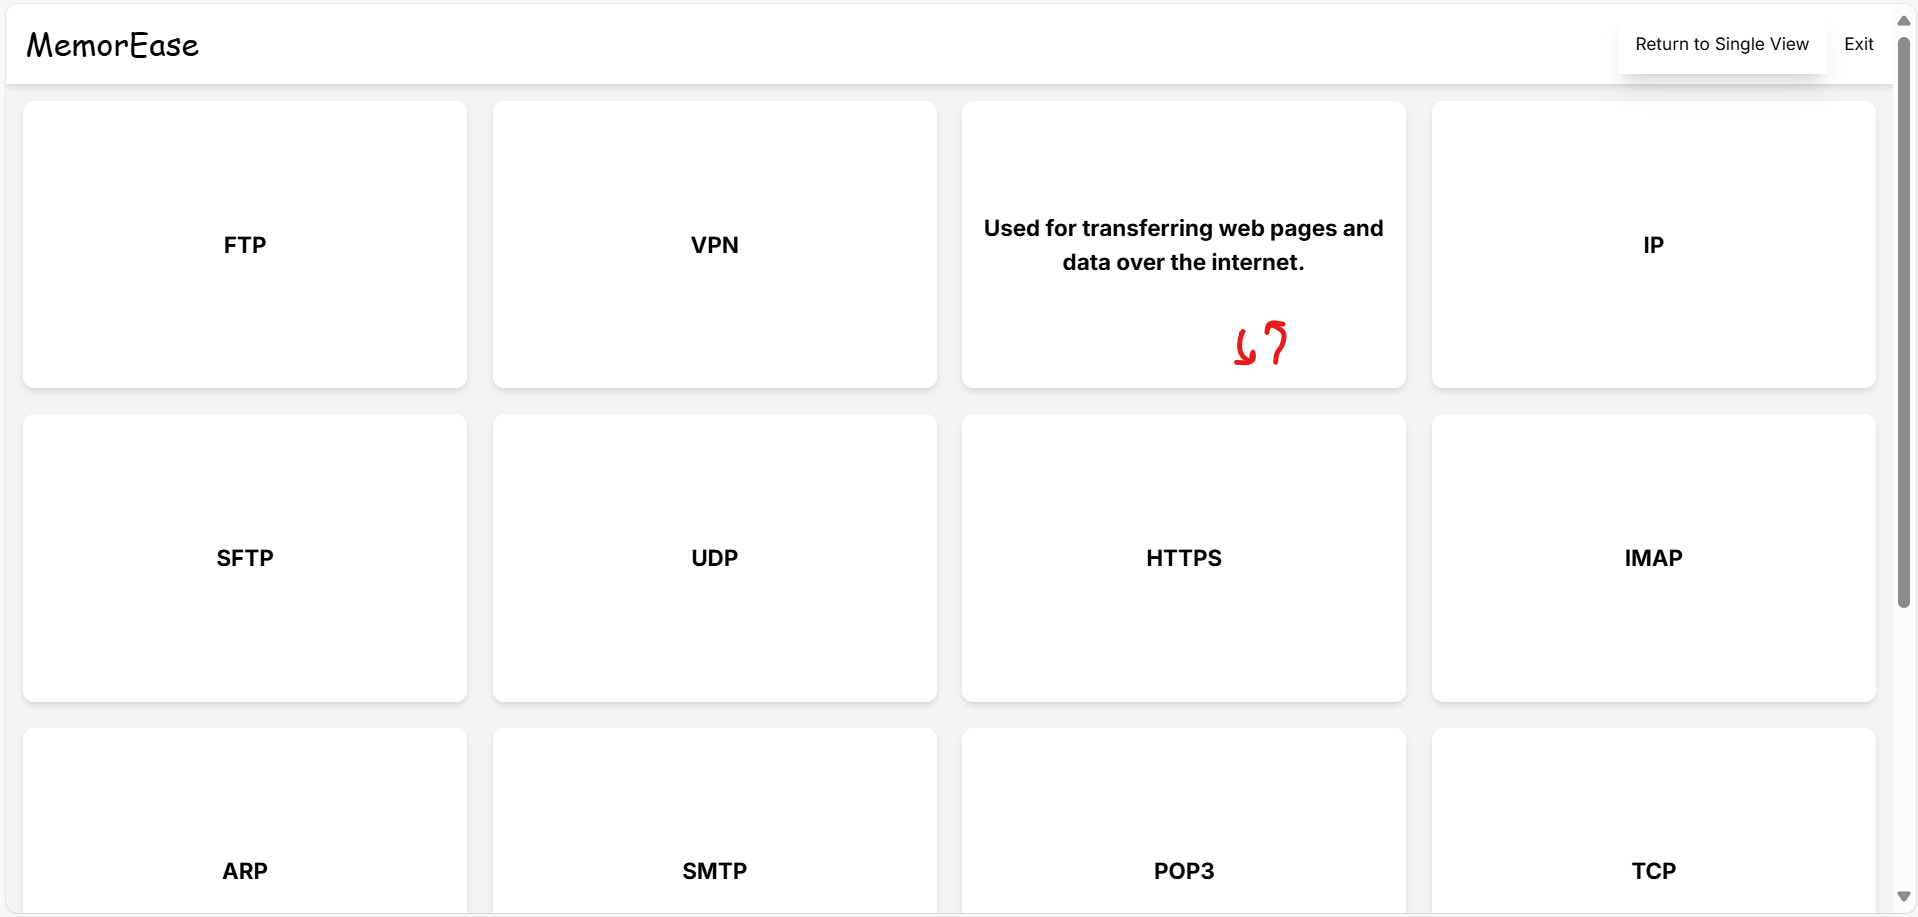 MemorEase
Return to Single View
Exit
FTP
VPN
Used for transferring web pages and
data over the internet.
IP
SFTP
UDP
HTTPS
IMAP
ARP
SMTP
POP3
TCP